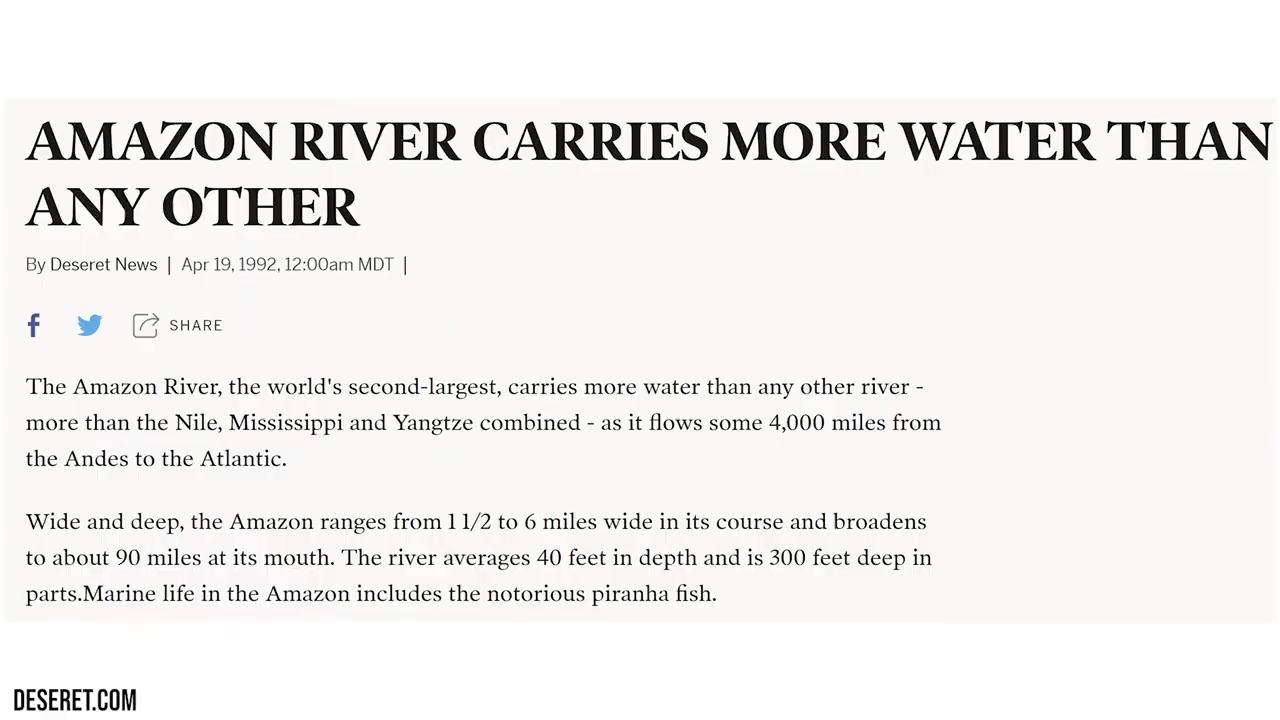 AMAZON RIVER CARRIES MORE WATER THAN
ANY OTHER
By Deseret News | Apr 19, 1992, 12:00am MDT |
SHARE
The Amazon River, the world's second-largest, carries more water than any other river -
more than the Nile, Mississippi and Yangtze combined - as it flows some 4,000 miles from
the Andes to the Atlantic.
Wide and deep, the Amazon ranges from 1 1/2 to 6 miles wide in its course and broadens
to about 90 miles at its mouth. The river averages 40 feet in depth and is 300 feet deep in
parts.Marine life in the Amazon includes the notorious piranha fish.
DESERET.COM